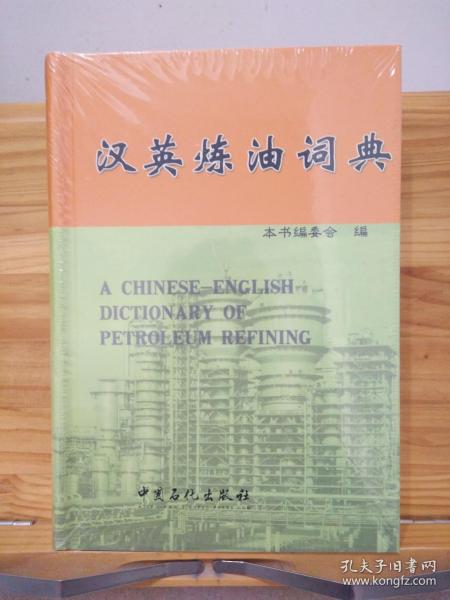 汉英炼油词典
本书编委会 编
A CHINESE-ENGLISH
DICTIONARY OF
PETROLEUM REFINING
中国石化出版社
孔夫子旧书网
www.kongfz.com